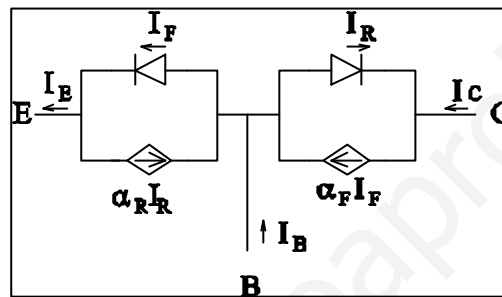 I_F I_R
I_E I_C
E C
α_R I_R α_F I_F
I_B
B